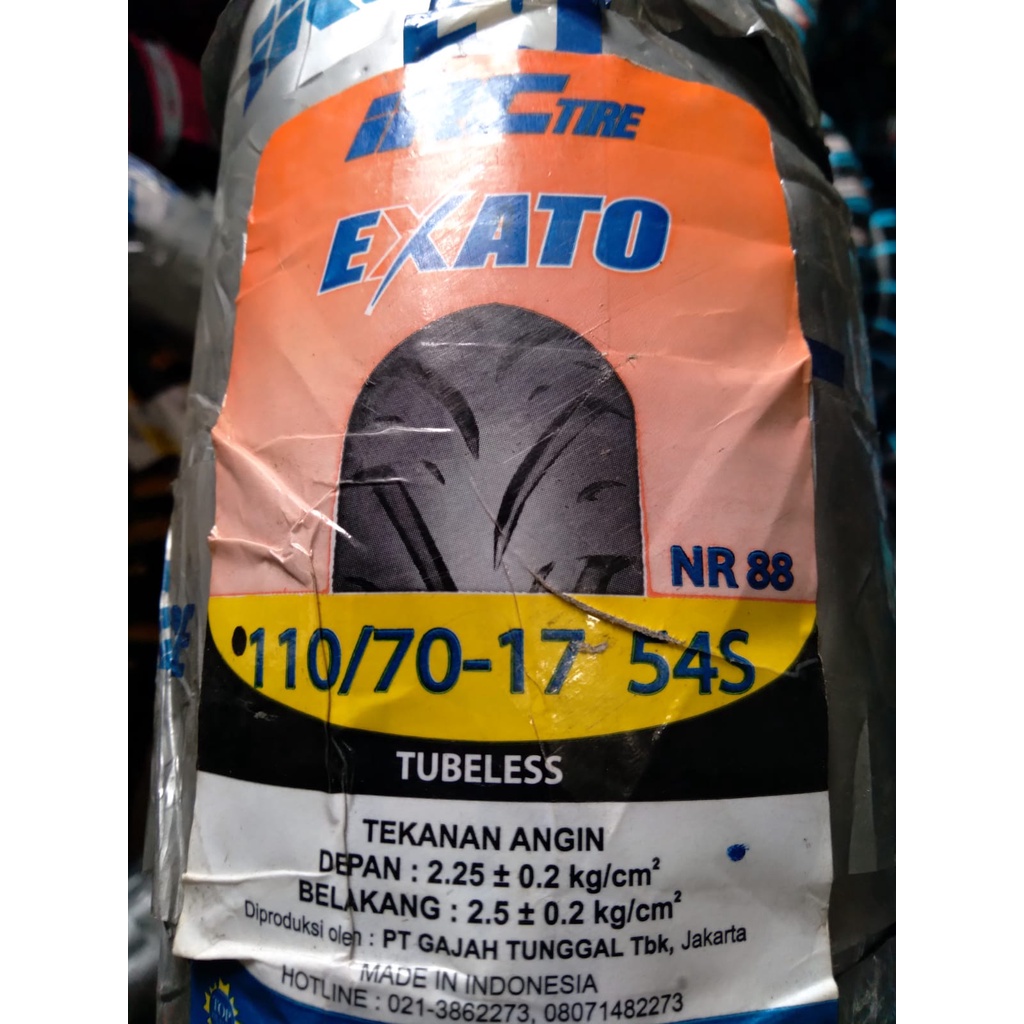 IRC TIRE
EXATO
NR 88
110/70-17 54S
TUBELESS
TEKANAN ANGIN
DEPAN : 2.25 ± 0.2 kg/cm²
BELAKANG : 2.5 ± 0.2 kg/cm²
Diproduksi oleh : PT GAJAH TUNGGAL Tbk, Jakarta
MADE IN INDONESIA
HOTLINE : 021-3862273, 08071482273
TOP